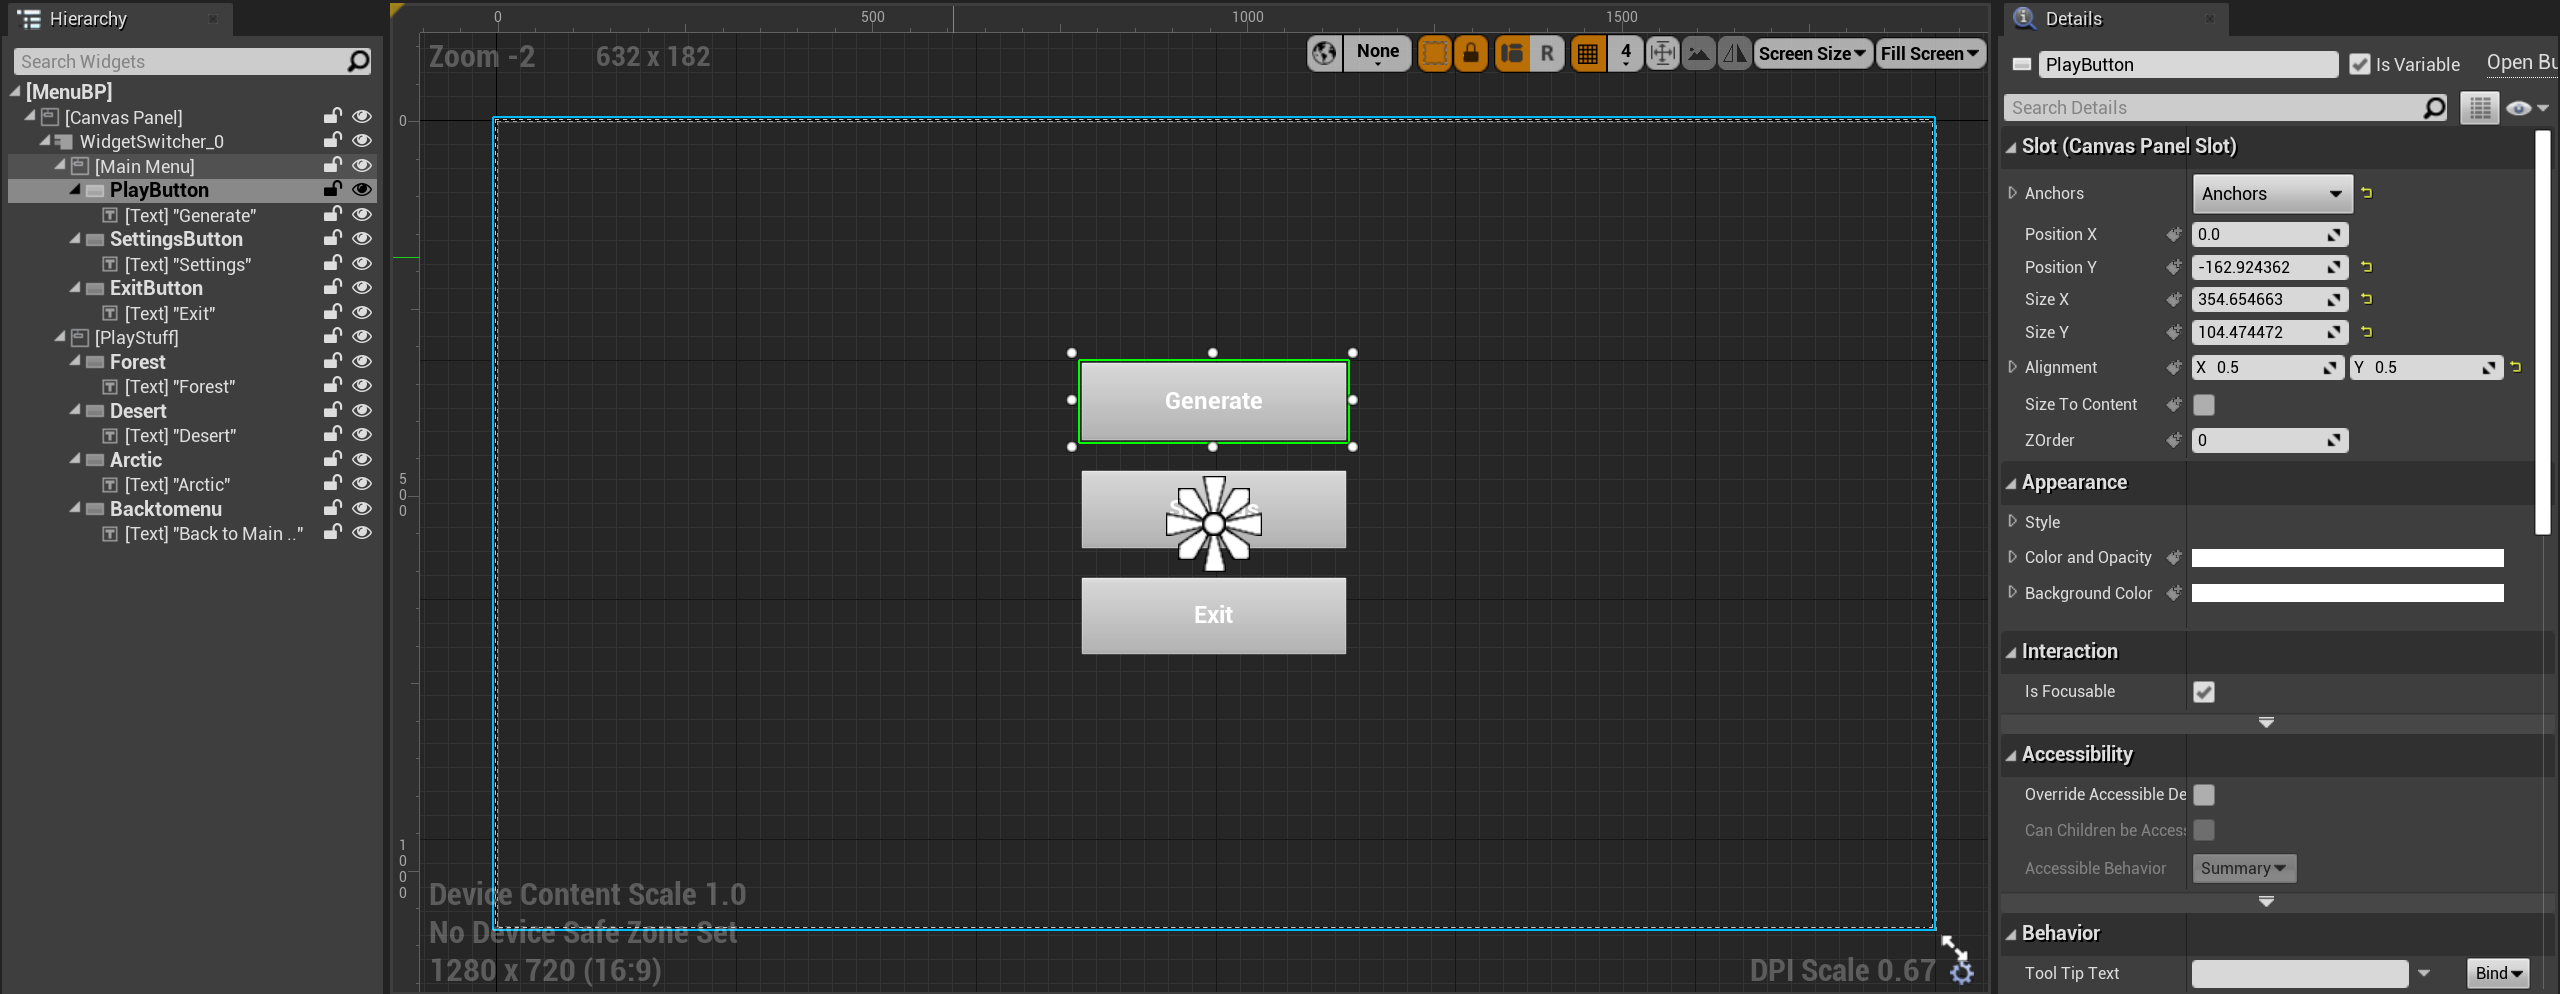 Hierarchy
Search Widgets
[MenuBP]
[Canvas Panel]
WidgetSwitcher_0
[Main Menu]
PlayButton
[Text] "Generate"
SettingsButton
[Text] "Settings"
ExitButton
[Text] "Exit"
[PlayStuff]
Forest
[Text] "Forest"
Desert
[Text] "Desert"
Arctic
[Text] "Arctic"
Backtomenu
[Text] "Back to Main .."
0 500 1000 1500
Zoom -2 632 x 182
None R 4 Screen Size Fill Screen
0
500
1000
Generate
Exit
Device Content Scale 1.0
No Device Safe Zone Set
1280 x 720 (16:9)
DPI Scale 0.67
Details
PlayButton Is Variable Open Bu
Search Details
Slot (Canvas Panel Slot)
Anchors Anchors
Position X 0.0
Position Y -162.924362
Size X 354.654663
Size Y 104.474472
Alignment X 0.5 Y 0.5
Size To Content
ZOrder 0
Appearance
Style
Color and Opacity
Background Color
Interaction
Is Focusable
Accessibility
Override Accessible De
Can Children be Acces
Accessible Behavior Summary
Behavior
Tool Tip Text Bind